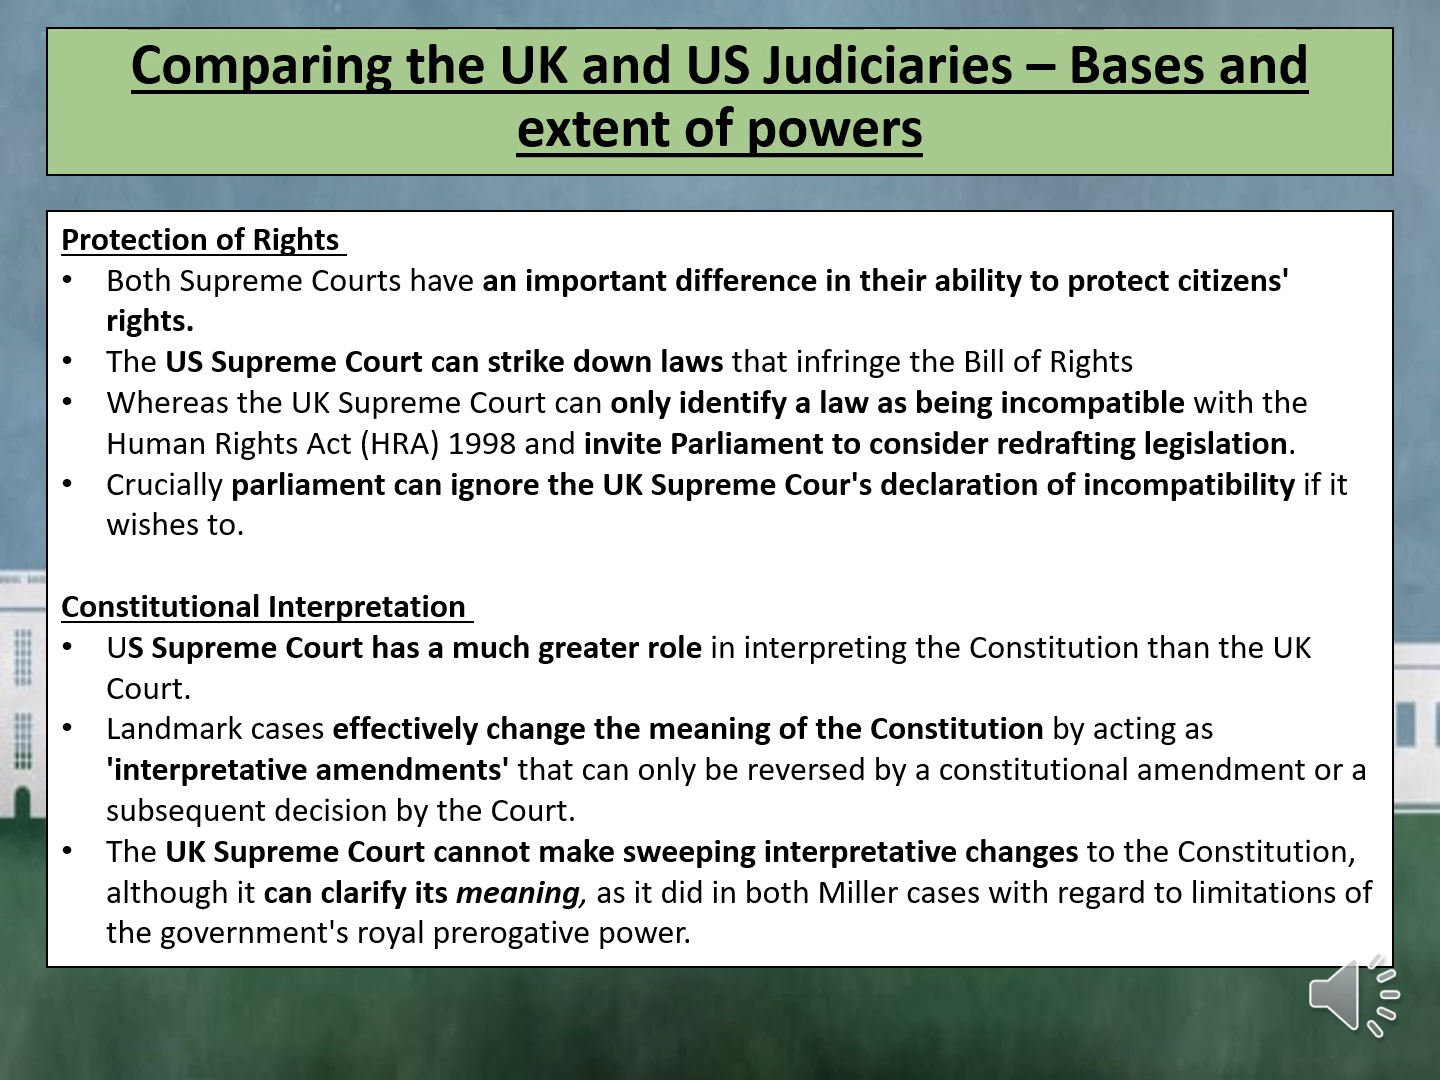 Comparing the UK and US Judiciaries – Bases and
extent of powers
Protection of Rights
• Both Supreme Courts have an important difference in their ability to protect citizens'
rights.
• The US Supreme Court can strike down laws that infringe the Bill of Rights
• Whereas the UK Supreme Court can only identify a law as being incompatible with the
Human Rights Act (HRA) 1998 and invite Parliament to consider redrafting legislation.
• Crucially parliament can ignore the UK Supreme Cour's declaration of incompatibility if it
wishes to.
Constitutional Interpretation
• US Supreme Court has a much greater role in interpreting the Constitution than the UK
Court.
• Landmark cases effectively change the meaning of the Constitution by acting as
'interpretative amendments' that can only be reversed by a constitutional amendment or a
subsequent decision by the Court.
• The UK Supreme Court cannot make sweeping interpretative changes to the Constitution,
although it can clarify its meaning, as it did in both Miller cases with regard to limitations of
the government's royal prerogative power.